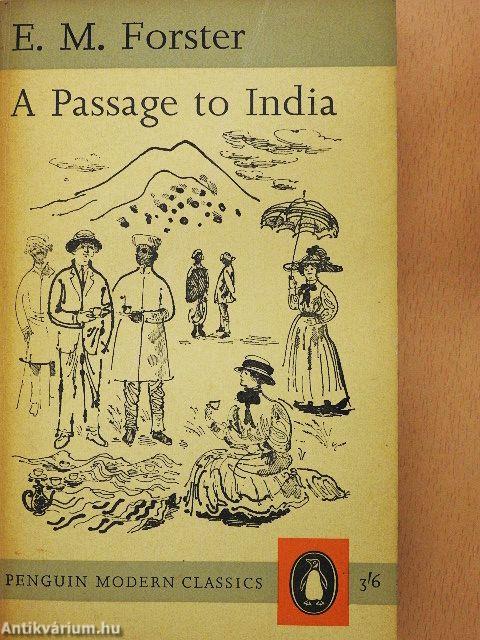 E. M. Forster
A Passage to India
PENGUIN MODERN CLASSICS
3/6
Antikvárium.hu